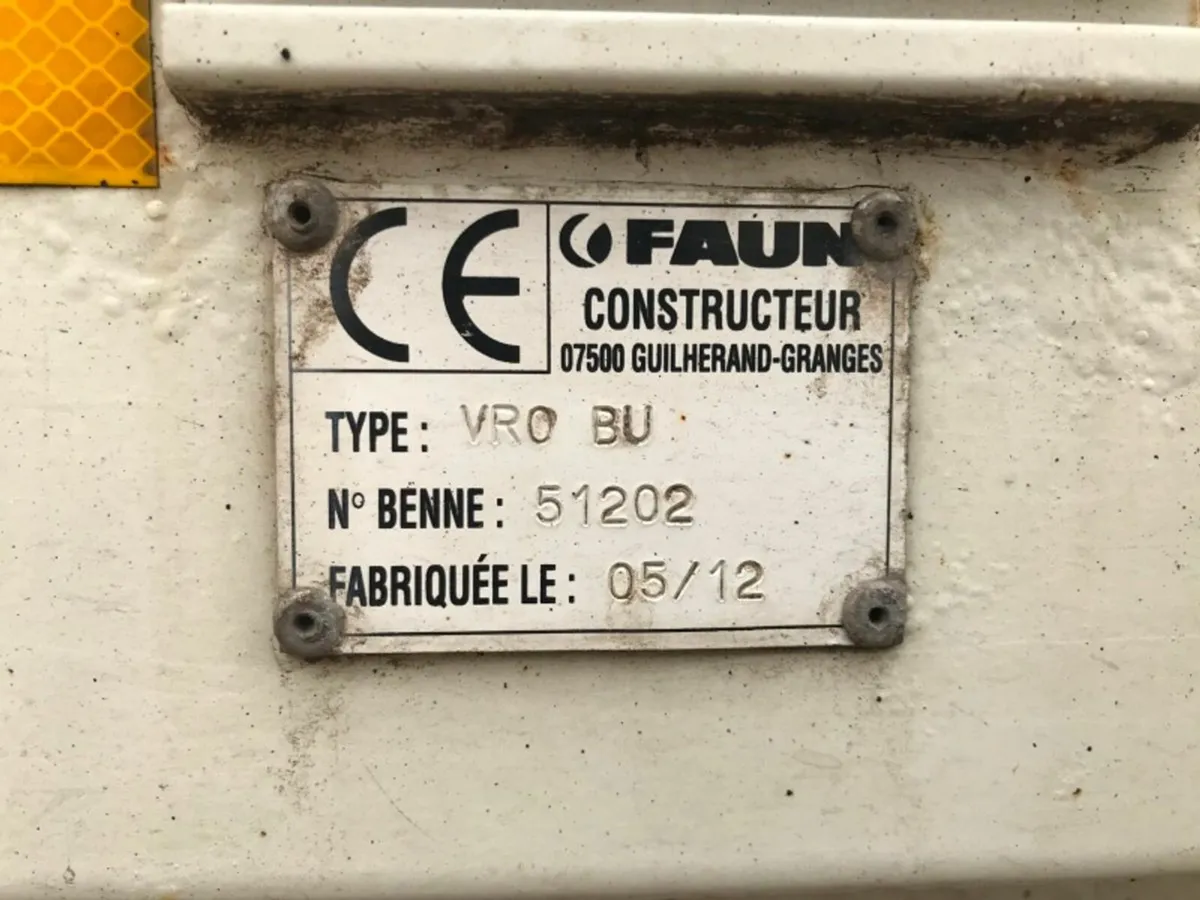 CE
FAUN
CONSTRUCTEUR
07500 GUILHERAND-GRANGES
TYPE : VRO BU
N° BENNE : 51202
FABRIQUÉE LE : 05/12